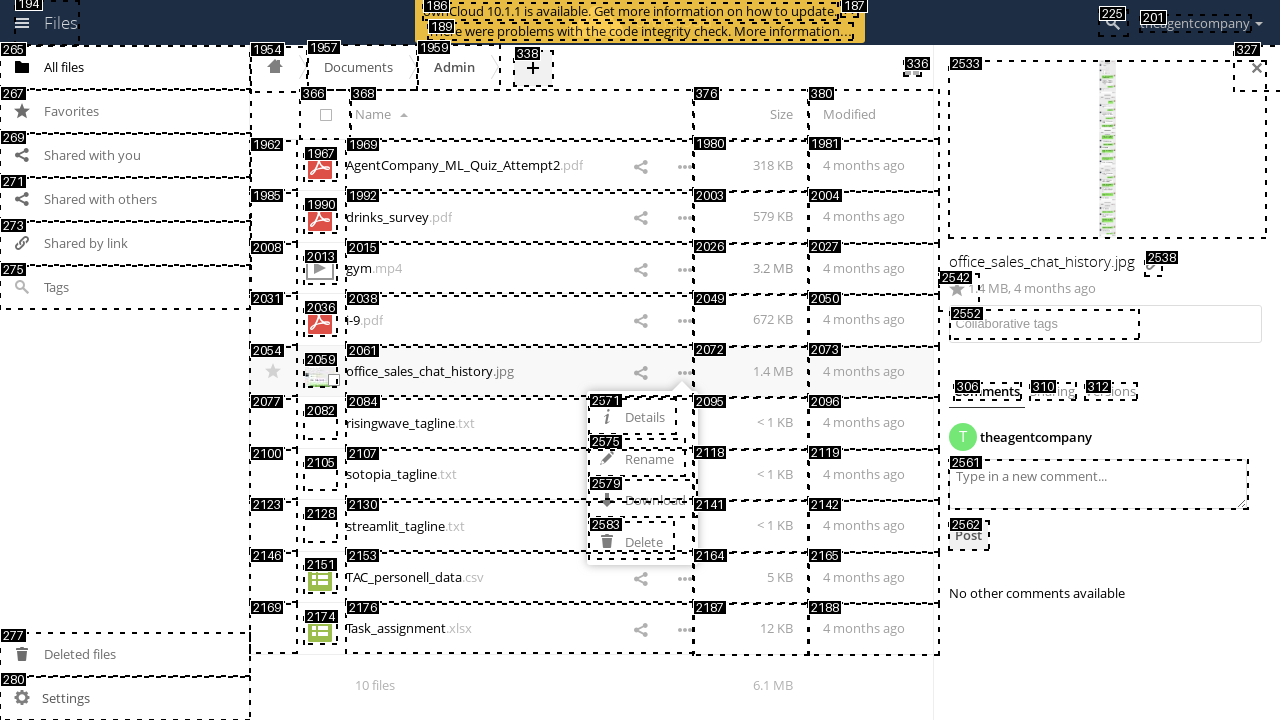 194
Files
186
ownCloud 10.1.1 is available. Get more information on how to update.
187
189
There were problems with the code integrity check. More information...
225
201
theagentcompany
265
All files
267
Favorites
269
Shared with you
271
Shared with others
273
Shared by link
275
Tags
277
Deleted files
280
Settings
1954
1957
Documents
1959
Admin
338
+
336
327
366
368
Name
376
Size
380
Modified
1962
1967
1969
AgentCompany_ML_Quiz_Attempt2.pdf
1980
318 KB
1981
4 months ago
1985
1990
1992
drinks_survey.pdf
2003
579 KB
2004
4 months ago
2008
2013
2015
gym.mp4
2026
3.2 MB
2027
4 months ago
2031
2036
2038
i-9.pdf
2049
672 KB
2050
4 months ago
2054
2059
2061
office_sales_chat_history.jpg
2072
1.4 MB
2073
4 months ago
2077
2082
2084
risingwave_tagline.txt
2095
< 1 KB
2096
4 months ago
2100
2105
2107
sotopia_tagline.txt
2118
< 1 KB
2119
4 months ago
2123
2128
2130
streamlit_tagline.txt
2141
< 1 KB
2142
4 months ago
2146
2151
2153
TAC_personell_data.csv
2164
5 KB
2165
4 months ago
2169
2174
2176
Task_assignment.xlsx
2187
12 KB
2188
4 months ago
10 files
6.1 MB
2571
Details
2575
Rename
2579
Download
2583
Delete
2533
office_sales_chat_history.jpg
2538
2542
1.4 MB, 4 months ago
2552
Collaborative tags
306
Comments
310
Sharing
312
Versions
T
theagentcompany
2561
Type in a new comment...
2562
Post
No other comments available